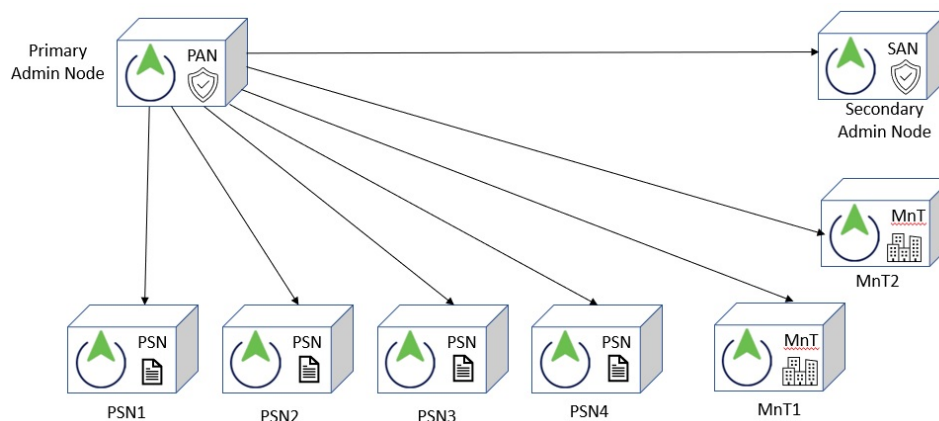 Primary
Admin Node
PAN
SAN
Secondary
Admin Node
MnT
MnT2
PSN
PSN
PSN
PSN
MnT
PSN1
PSN2
PSN3
PSN4
MnT1